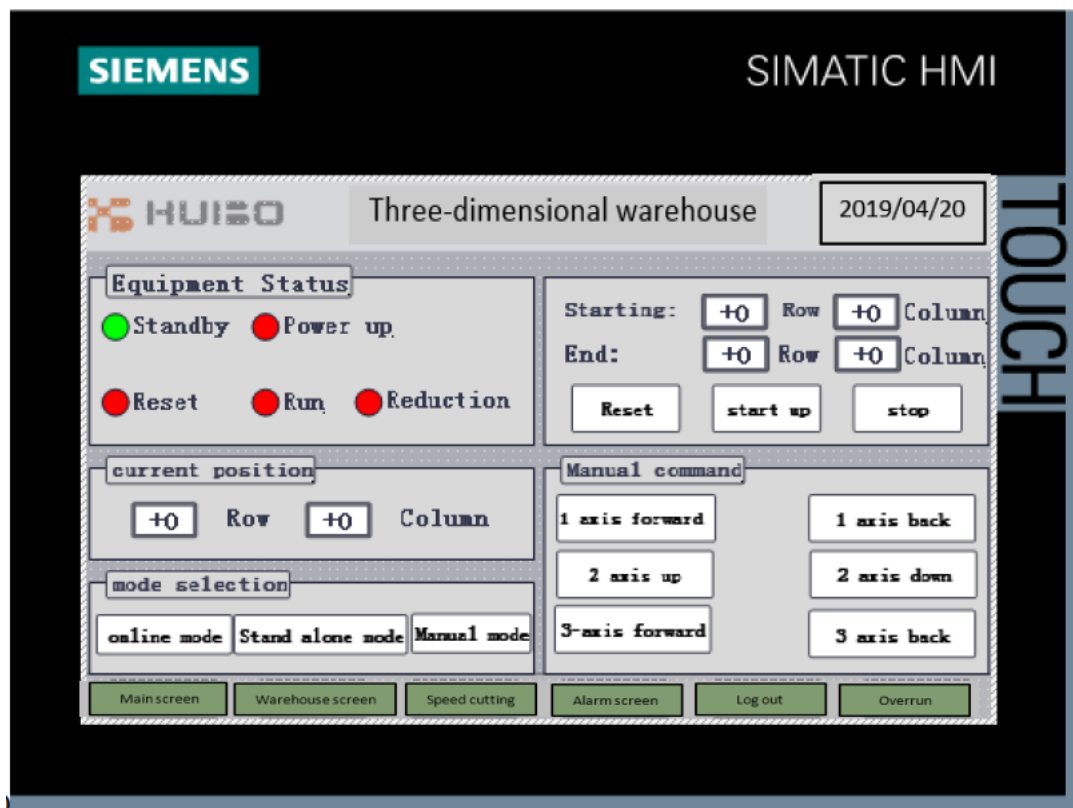 SIEMENS
SIMATIC HMI
TOUCH
HUIBO
Three-dimensional warehouse
2019/04/20
Equipment Status
Standby
Power up
Reset
Run
Reduction
Starting: +0 Row +0 Column
End: +0 Row +0 Column
Reset
start up
stop
current position
+0 Row +0 Column
mode selection
online mode
Stand alone mode
Manual mode
Manual command
1 axis forward
1 axis back
2 axis up
2 axis down
3-axis forward
3 axis back
Main screen
Warehouse screen
Speed cutting
Alarm screen
Log out
Overrun